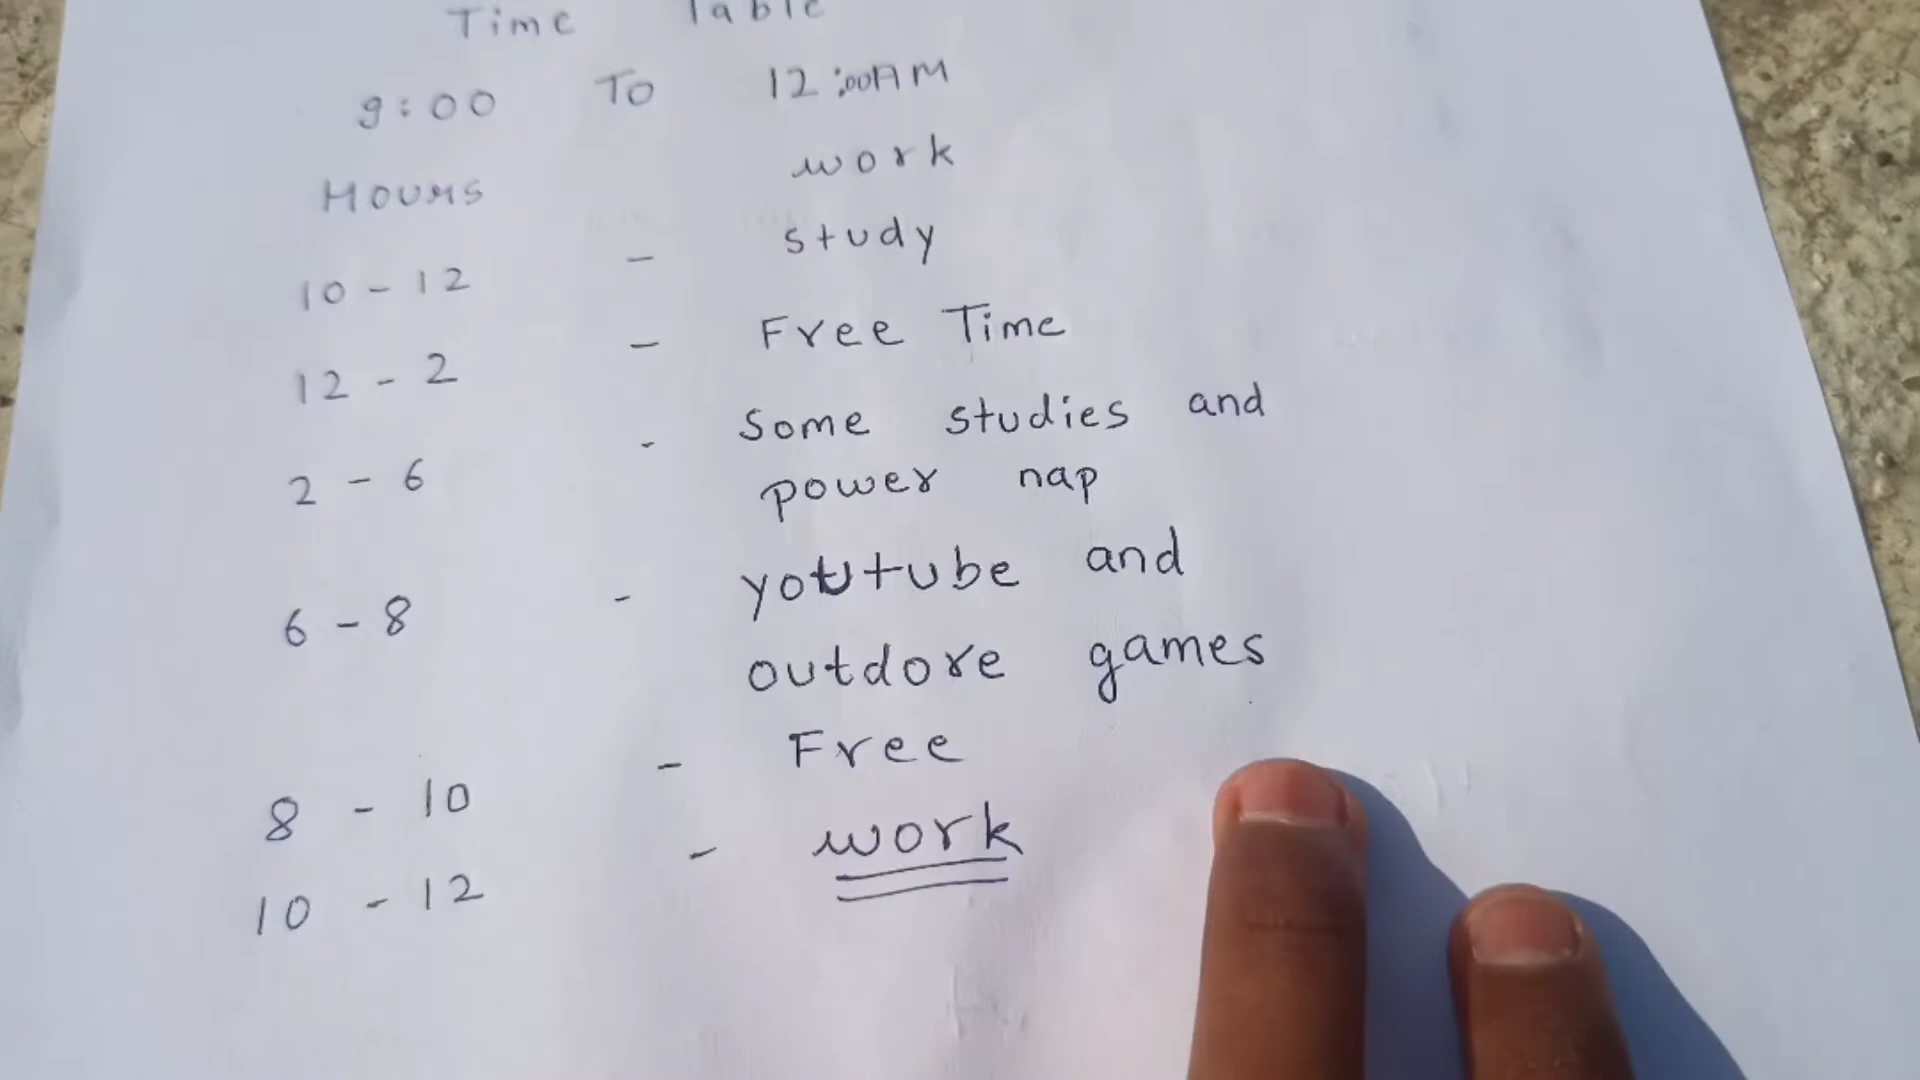 Time Table
9:00 To 12:00AM
Hours work
10 - 12 - study
12 - 2 - Free Time
2 - 6 - Some studies and
power nap
6 - 8 - youtube and
outdore games
8 - 10 - Free
10 - 12 - work